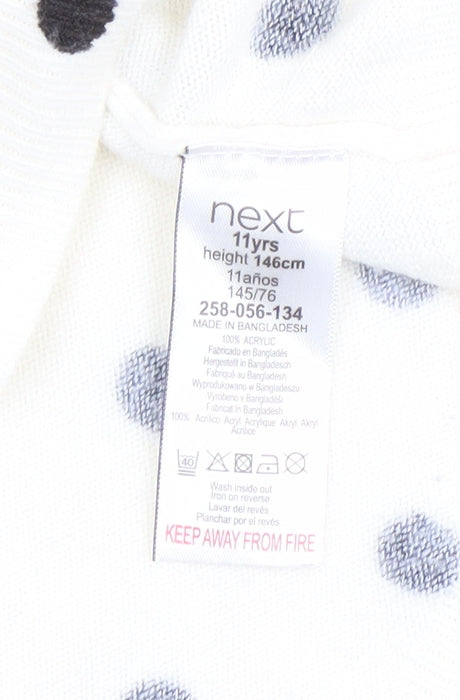 next
11yrs
height 146cm
11años
145/76
258-056-134
MADE IN BANGLADESH
100% ACRYLIC
Fabricado en Bangladés
Hergestellt in Bangladesch
Fabriqué au Bangladesh
Wyprodukowano w Bangladeszu
Vyrobeno v Bangladéši
Fabricat in Bangladesh
100% Acrílico Acryl Acrylique Akryl Akryl
Acrilice
40
Wash inside out
Iron on reverse
Lavar del revés
Planchar por el revés
KEEP AWAY FROM FIRE